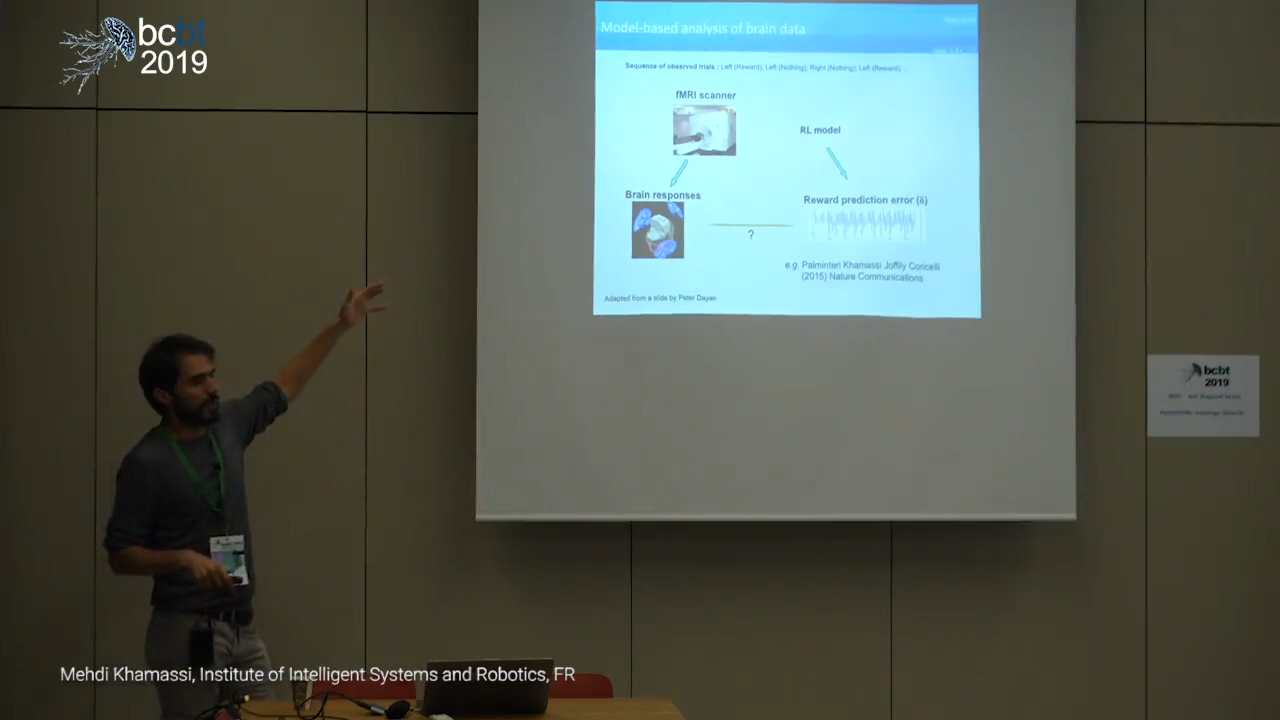 bcbt
2019
Model-based analysis of brain data
Sequence of observed trials : Left (Reward); Left (Nothing); Right (Nothing); Left (Reward)...
fMRI scanner
RL model
Brain responses
Reward prediction error (δ)
?
e.g. Palminteri Khamassi Joffily Coricelli
(2015) Nature Communications
Adapted from a slide by Peter Dayan
bcbt
2019
Mehdi Khamassi, Institute of Intelligent Systems and Robotics, FR